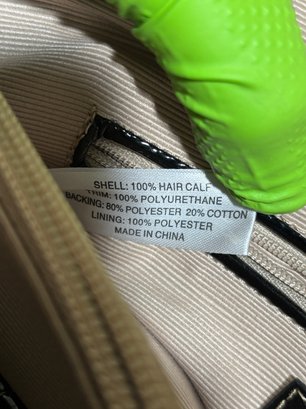 SHELL: 100% HAIR CALF
TRIM: 100% POLYURETHANE
BACKING: 80% POLYESTER 20% COTTON
LINING: 100% POLYESTER
MADE IN CHINA